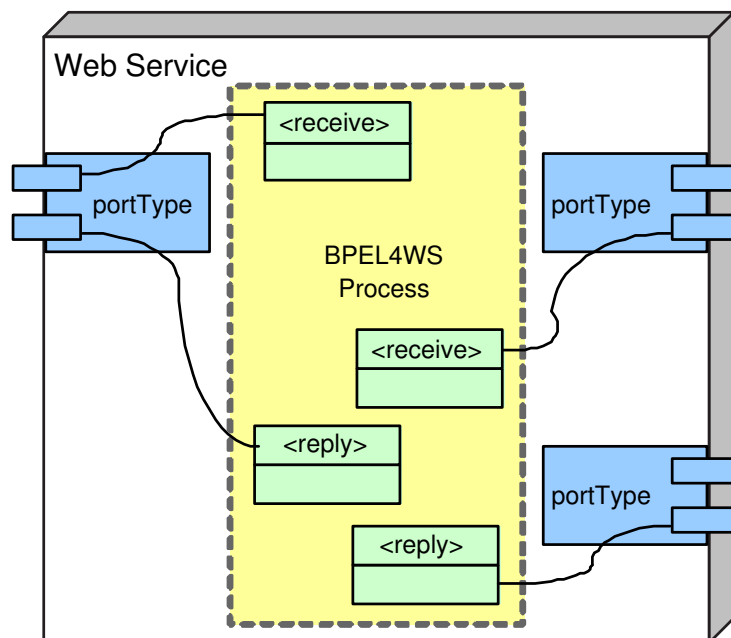 Web Service
<receive>
portType
portType
BPEL4WS
Process
<receive>
<reply>
portType
<reply>